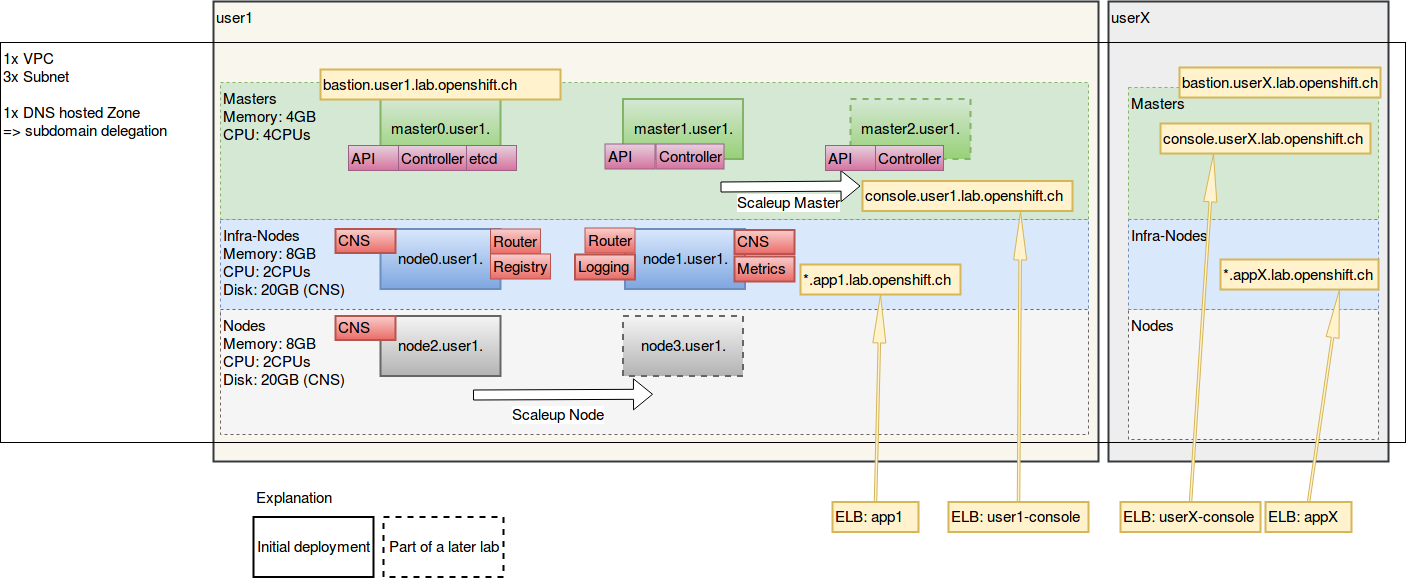 user1
userX
1x VPC
3x Subnet
1x DNS hosted Zone
=> subdomain delegation
bastion.user1.lab.openshift.ch
Masters
Memory: 4GB
CPU: 4CPUs
master0.user1.
API
Controller
etcd
master1.user1.
API
Controller
master2.user1.
API
Controller
Scaleup Master
console.user1.lab.openshift.ch
Infra-Nodes
Memory: 8GB
CPU: 2CPUs
Disk: 20GB (CNS)
CNS
node0.user1.
Router
Registry
Router
Logging
node1.user1.
CNS
Metrics
*.app1.lab.openshift.ch
Nodes
Memory: 8GB
CPU: 2CPUs
Disk: 20GB (CNS)
CNS
node2.user1.
node3.user1.
Scaleup Node
bastion.userX.lab.openshift.ch
Masters
console.userX.lab.openshift.ch
Infra-Nodes
*.appX.lab.openshift.ch
Nodes
Explanation
Initial deployment
Part of a later lab
ELB: app1
ELB: user1-console
ELB: userX-console
ELB: appX